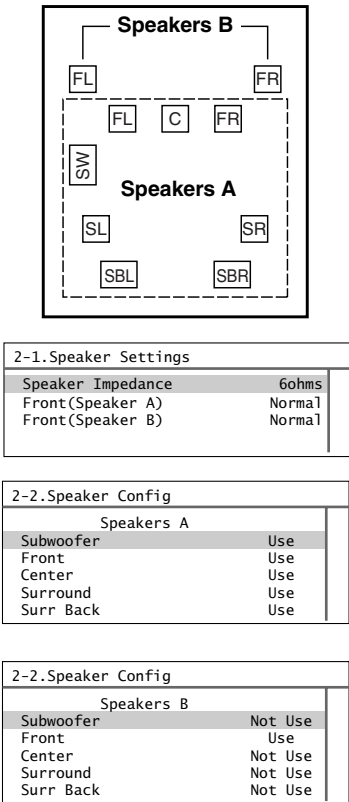 Speakers B
FL FR
FL C FR
SW
Speakers A
SL SR
SBL SBR
2-1.Speaker Settings
Speaker Impedance 6ohms
Front(Speaker A) Normal
Front(Speaker B) Normal
2-2.Speaker Config
Speakers A
Subwoofer Use
Front Use
Center Use
Surround Use
Surr Back Use
2-2.Speaker Config
Speakers B
Subwoofer Not Use
Front Use
Center Not Use
Surround Not Use
Surr Back Not Use